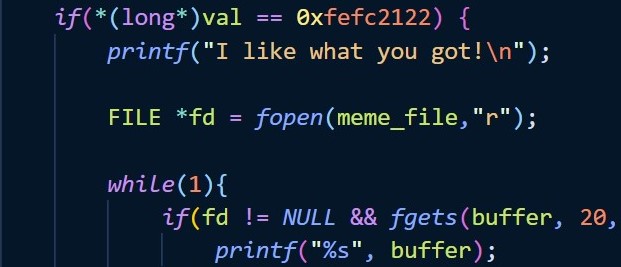 if(*(long*)val == 0xfefc2122) {
printf("I like what you got!\n");
FILE *fd = fopen(meme_file,"r");
while(1){
if(fd != NULL && fgets(buffer, 20,
printf("%s", buffer);